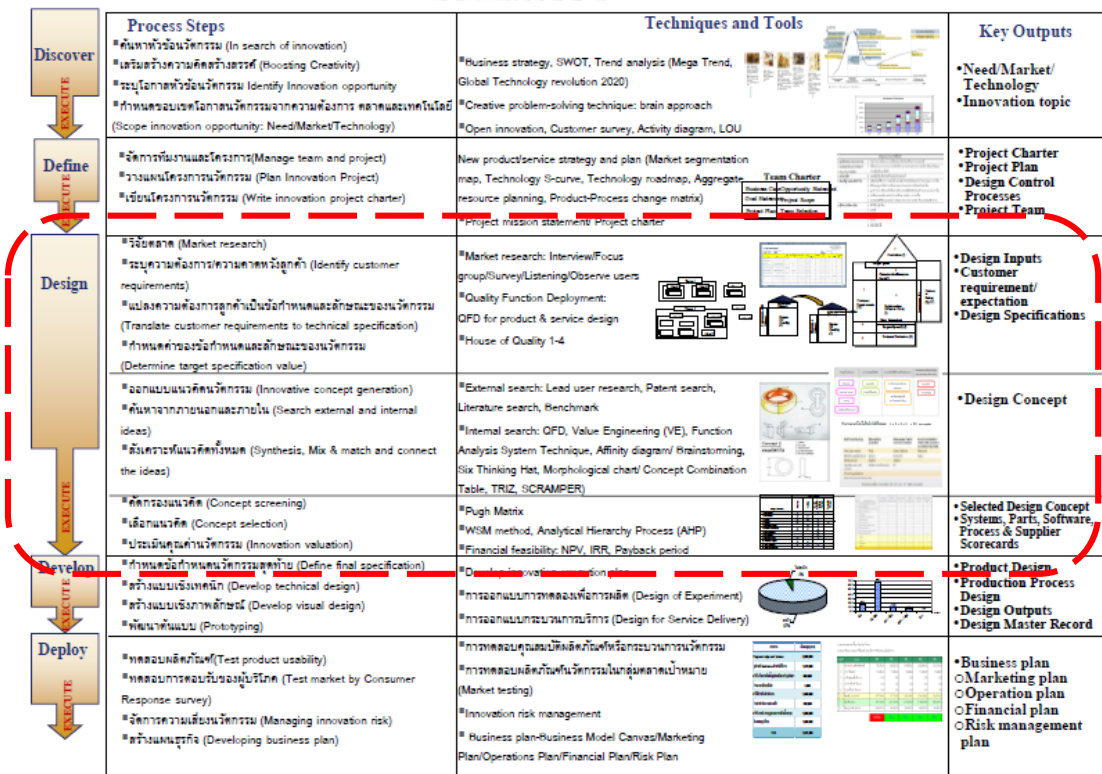 Process Steps
Techniques and Tools
Key Outputs
Discover
EXECUTE
▪ค้นหาหัวข้อนวัตกรรม (In search of innovation)
▪เสริมสร้างความคิดสร้างสรรค์ (Boosting Creativity)
▪ระบุโอกาสหัวข้อนวัตกรรม Identify Innovation opportunity
▪กำหนดขอบเขตโอกาสนวัตกรรมจากความต้องการ ตลาดและเทคโนโลยี
(Scope innovation opportunity: Need/Market/Technology)
▪Business strategy, SWOT, Trend analysis (Mega Trend,
Global Technology revolution 2020)
▪Creative problem-solving technique: brain approach
▪Open innovation, Customer survey, Activity diagram, LOU
•Need/Market/
Technology
•Innovation topic
Define
EXECUTE
▪จัดการทีมงานและโครงการ(Manage team and project)
▪วางแผนโครงการนวัตกรรม (Plan Innovation Project)
▪เขียนโครงการนวัตกรรม (Write innovation project charter)
New product/service strategy and plan (Market segmentation
map, Technology S-curve, Technology roadmap, Aggregate
resource planning, Product-Process change matrix)
▪Project mission statement/ Project charter
Team Charter
Business Case Opportunity Statement
Goal Statement Project Scope
Project Plan Team Selection
•Project Charter
•Project Plan
•Design Control
Processes
•Project Team
Design
EXECUTE
▪วิจัยตลาด (Market research)
▪ระบุความต้องการ/ความคาดหวังลูกค้า (Identify customer
requirements)
▪แปลงความต้องการลูกค้าเป็นข้อกำหนดและลักษณะของนวัตกรรม
(Translate customer requirements to technical specification)
▪กำหนดค่าของข้อกำหนดและลักษณะของนวัตกรรม
(Determine target specification value)
▪Market research: Interview/Focus
group/Survey/Listening/Observe users
▪Quality Function Deployment:
QFD for product & service design
▪House of Quality 1-4
•Design Inputs
•Customer
requirement/
expectation
•Design Specifications
▪ออกแบบแนวคิดนวัตกรรม (Innovative concept generation)
▪ค้นหาจากภายนอกและภายใน (Search external and internal
ideas)
▪สังเคราะห์แนวคิดทั้งหมด (Synthesis, Mix & match and connect
the ideas)
▪External search: Lead user research, Patent search,
Literature search, Benchmark
▪Internal search: QFD, Value Engineering (VE), Function
Analysis System Technique, Affinity diagram/ Brainstorming,
Six Thinking Hat, Morphological chart/ Concept Combination
Table, TRIZ, SCRAMPER)
•Design Concept
▪คัดกรองแนวคิด (Concept screening)
▪เลือกแนวคิด (Concept selection)
▪ประเมินคุณค่านวัตกรรม (Innovation valuation)
▪Pugh Matrix
▪WSM method, Analytical Hierarchy Process (AHP)
▪Financial feasibility: NPV, IRR, Payback period
•Selected Design Concept
•Systems, Parts, Software,
Process & Supplier
Scorecards
Develop
EXECUTE
▪กำหนดข้อกำหนดนวัตกรรมสุดท้าย (Define final specification)
▪สร้างแบบเชิงเทคนิค (Develop technical design)
▪สร้างแบบเชิงภาพลักษณ์ (Develop visual design)
▪พัฒนาต้นแบบ (Prototyping)
▪Develop innovation execution plan
▪การออกแบบการทดลองเพื่อการผลิต (Design of Experiment)
▪การออกแบบกระบวนการบริการ (Design for Service Delivery)
•Product Design
•Production Process
Design
•Design Outputs
•Design Master Record
Deploy
EXECUTE
▪ทดสอบผลิตภัณฑ์(Test product usability)
▪ทดสอบการตอบรับของผู้บริโภค (Test market by Consumer
Response survey)
▪จัดการความเสี่ยงนวัตกรรม (Managing innovation risk)
▪สร้างแผนธุรกิจ (Developing business plan)
▪การทดสอบคุณสมบัติผลิตภัณฑ์หรือกระบวนการนวัตกรรม
▪การทดสอบผลิตภัณฑ์นวัตกรรมในกลุ่มตลาดเป้าหมาย
(Market testing)
▪Innovation risk management
▪ Business plan-Business Model Canvas/Marketing
Plan/Operations Plan/Financial Plan/Risk Plan
•Business plan
○Marketing plan
○Operation plan
○Financial plan
○Risk management
plan